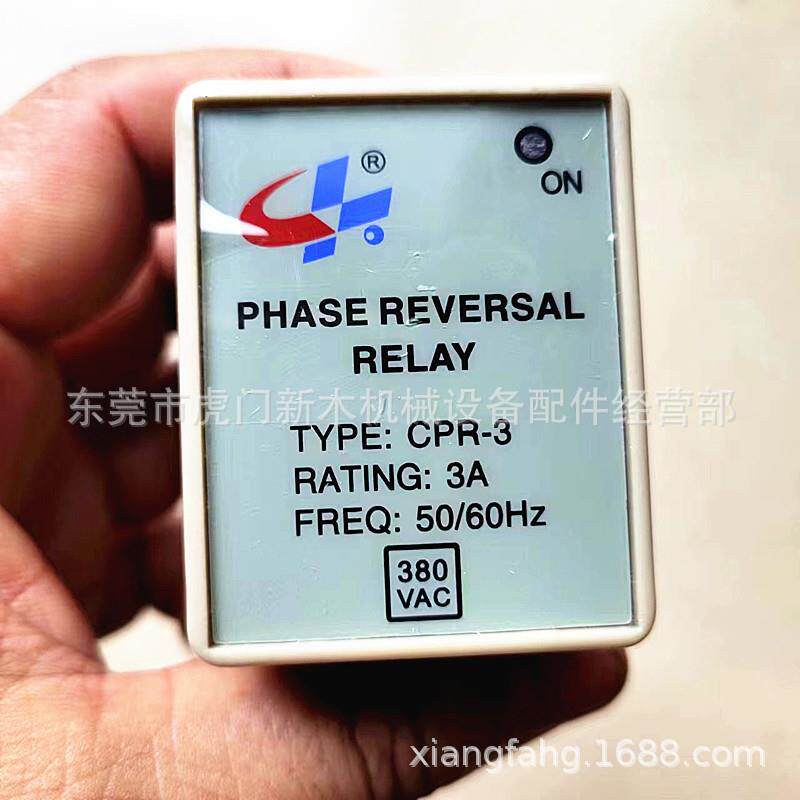 ®
ON
PHASE REVERSAL
RELAY
东莞市虎门新木机械设备配件经营部
TYPE: CPR-3
RATING: 3A
FREQ: 50/60Hz
380
VAC
xiangfahg.1688.com